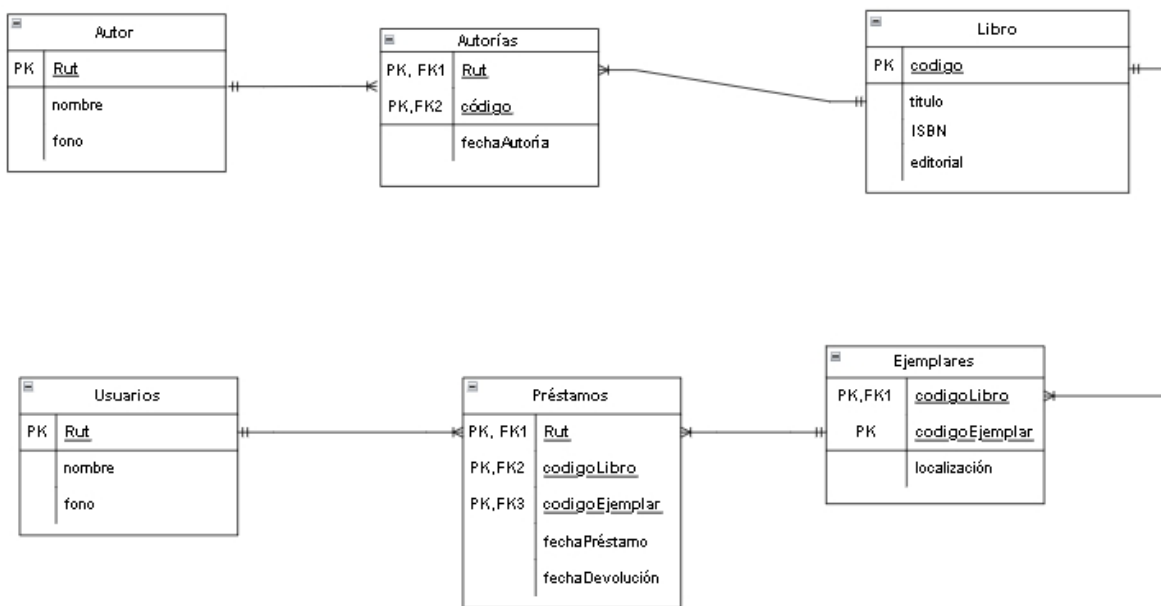 Autor
PK Rut
nombre
fono
Autorías
PK, FK1 Rut
PK,FK2 código
fechaAutoría
Libro
PK codigo
titulo
ISBN
editorial
Usuarios
PK Rut
nombre
fono
Préstamos
PK, FK1 Rut
PK,FK2 codigoLibro
PK,FK3 codigoEjemplar
fechaPréstamo
fechaDevolución
Ejemplares
PK,FK1 codigoLibro
PK codigoEjemplar
localización